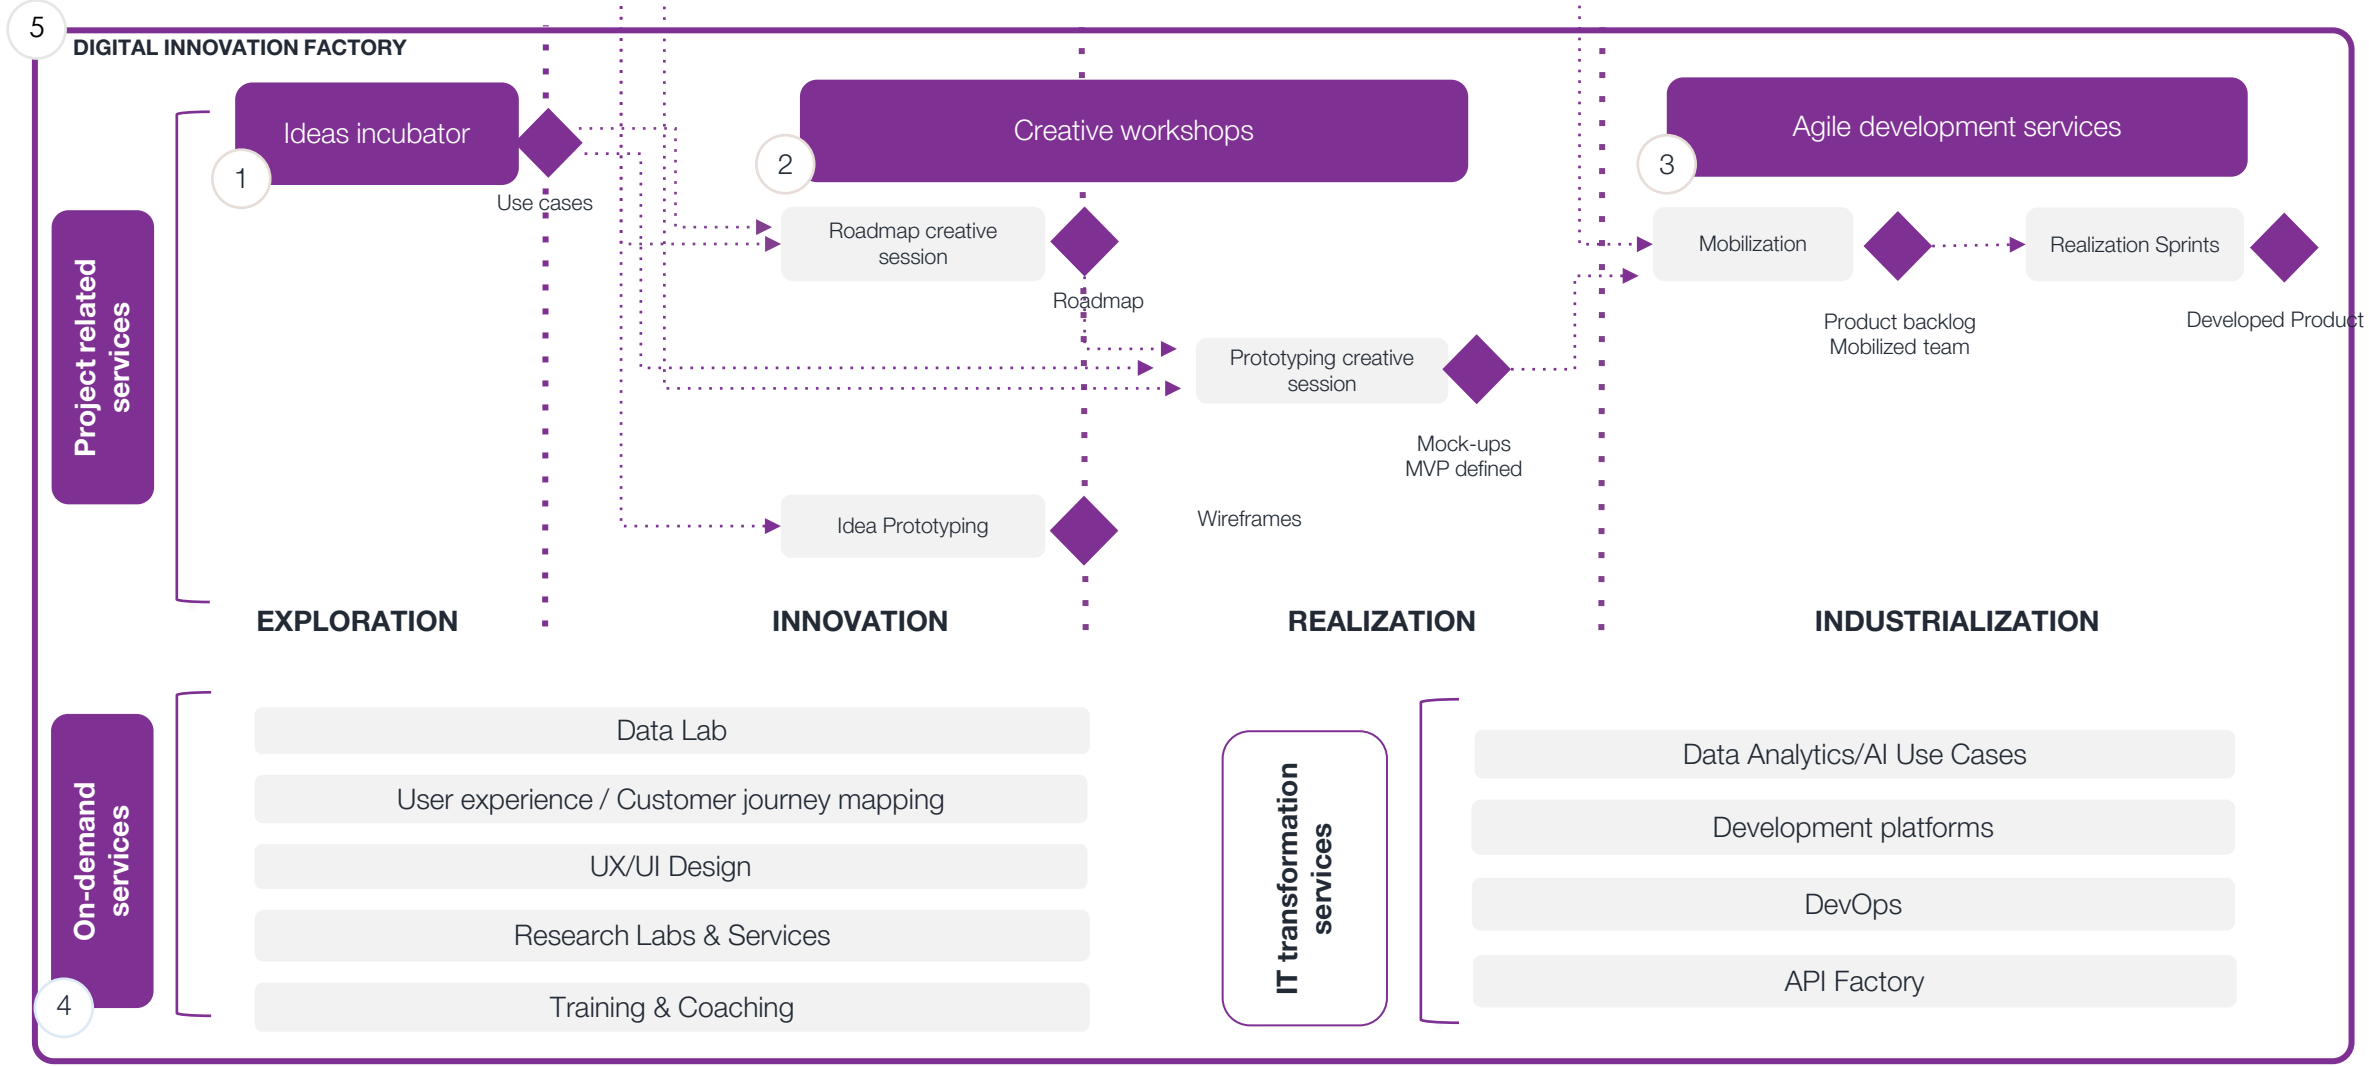 5
DIGITAL INNOVATION FACTORY
Ideas incubator
1
Use cases
Creative workshops
2
Agile development services
3
Project related
services
Roadmap creative
session
Roadmap
Mobilization
Product backlog
Mobilized team
Realization Sprints
Developed Product
Prototyping creative
session
Mock-ups
MVP defined
Idea Prototyping
Wireframes
EXPLORATION
INNOVATION
REALIZATION
INDUSTRIALIZATION
On-demand
services
4
Data Lab
User experience / Customer journey mapping
UX/UI Design
Research Labs & Services
Training & Coaching
IT transformation
services
Data Analytics/AI Use Cases
Development platforms
DevOps
API Factory